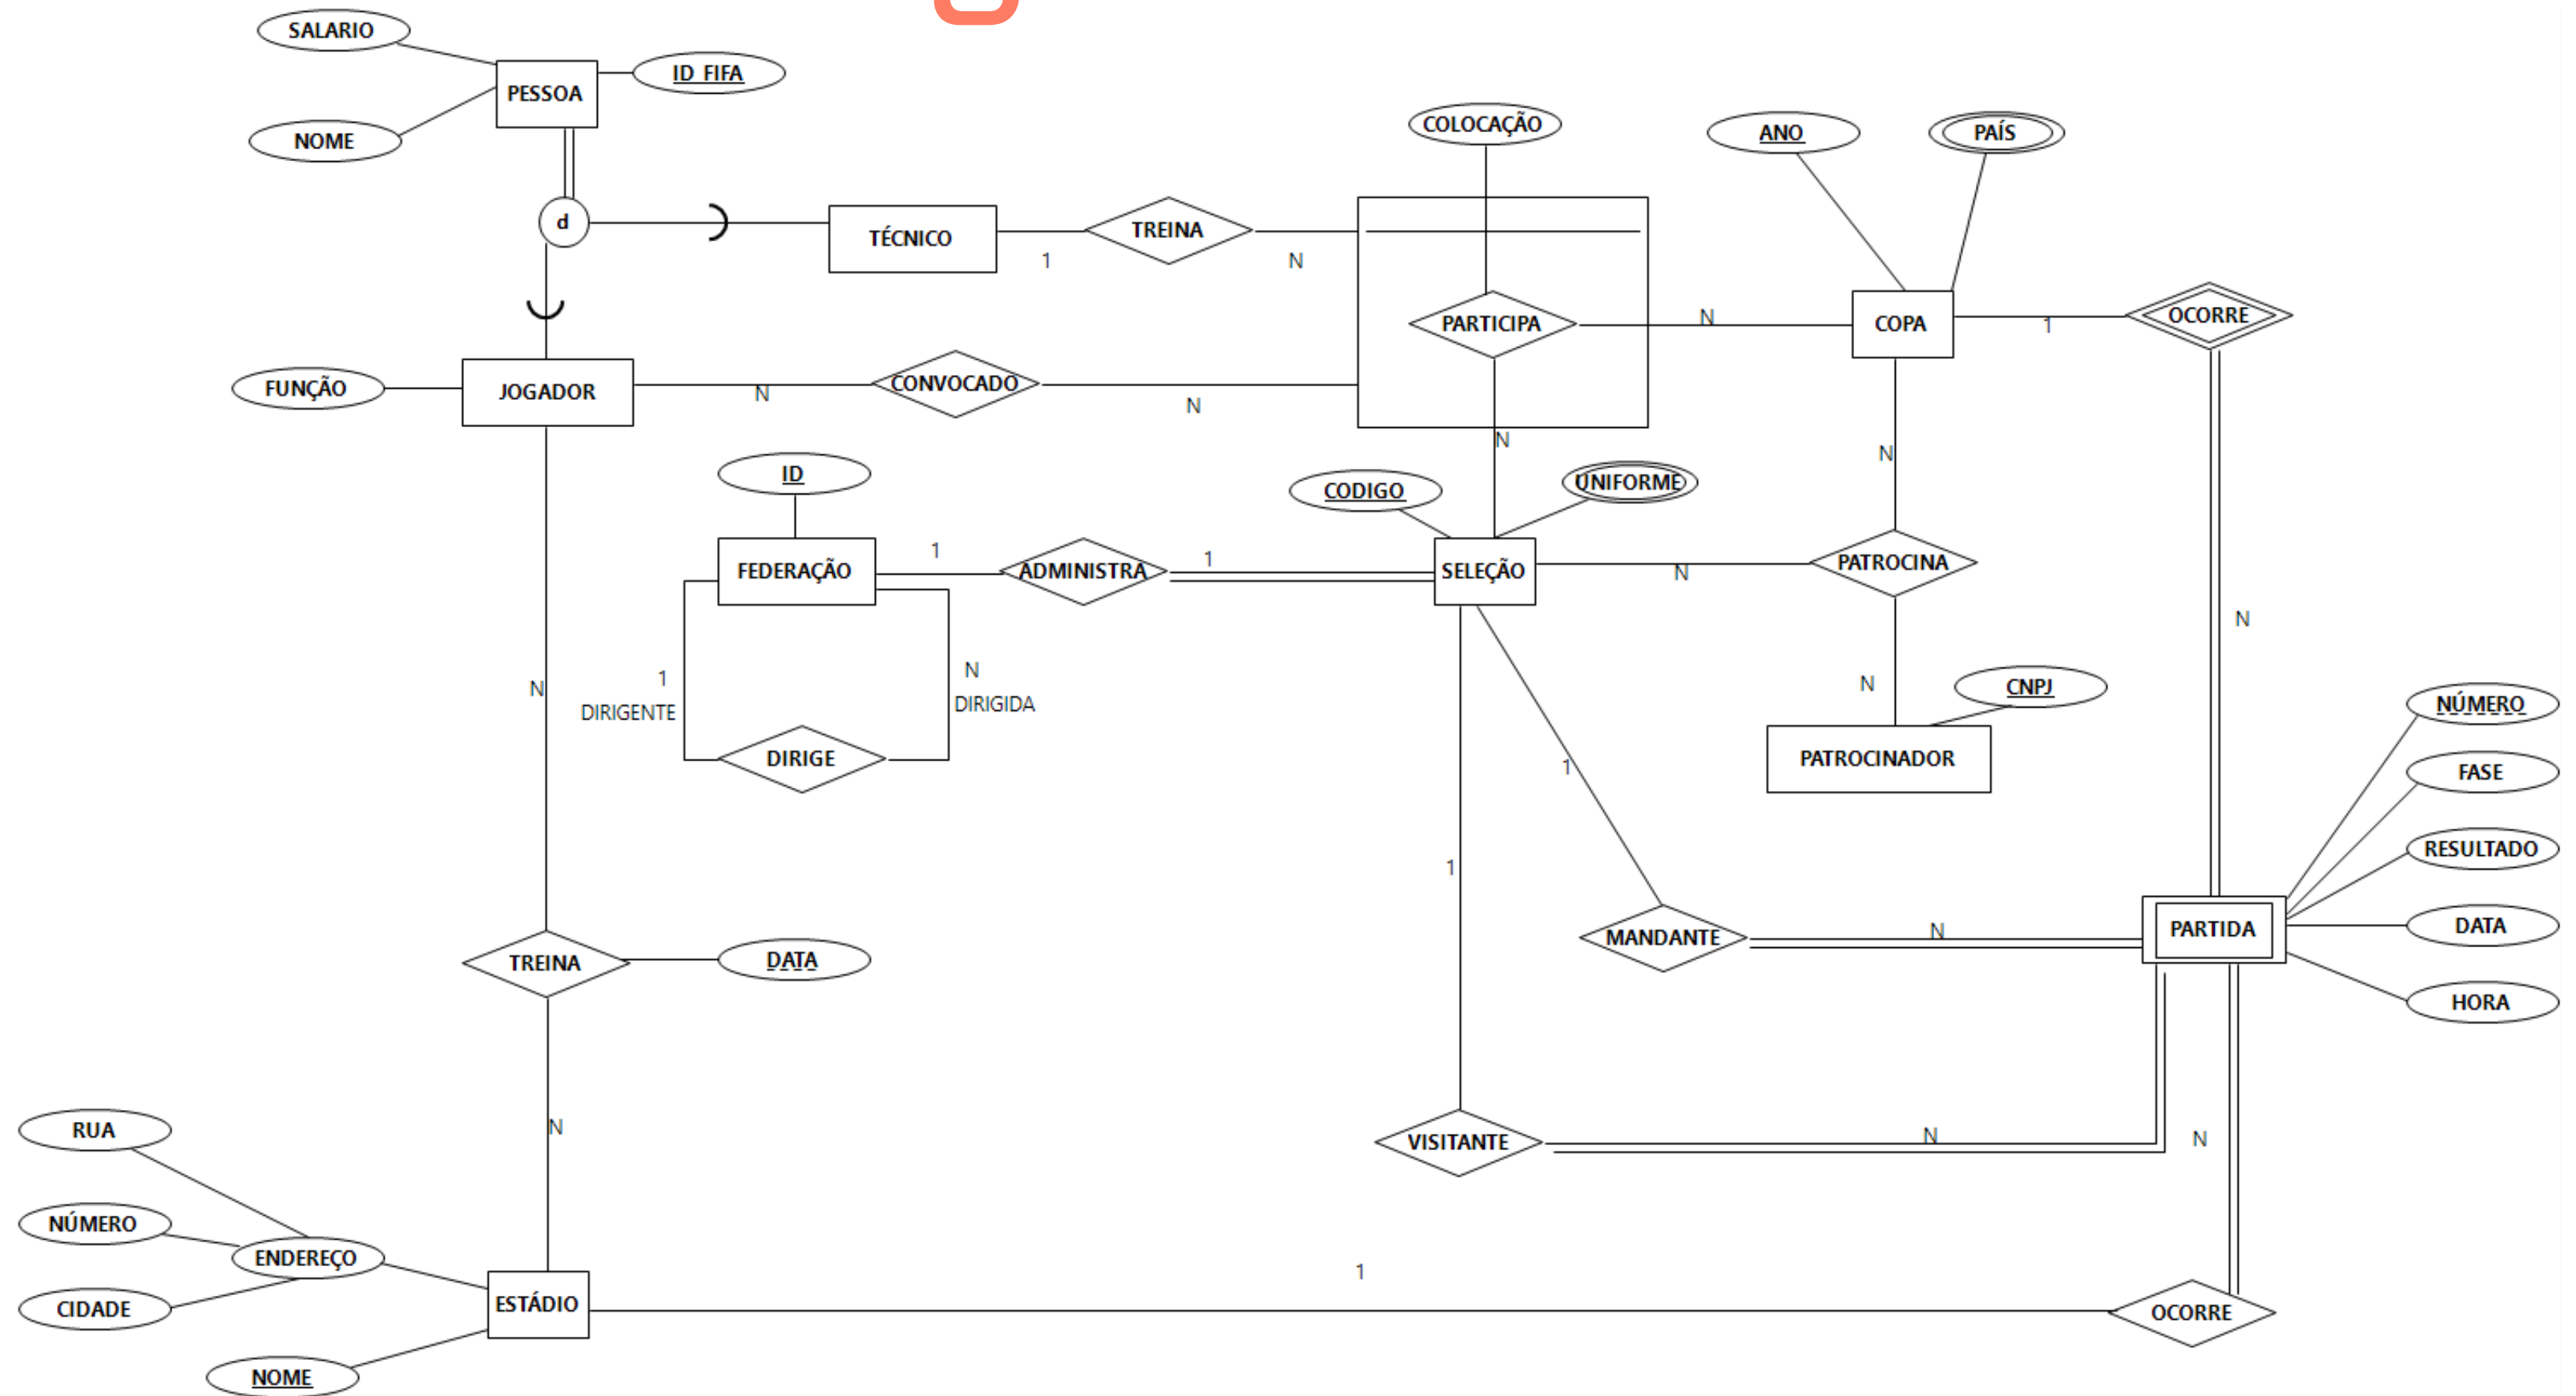 SALARIO
PESSOA
ID FIFA
NOME
COLOCAÇÃO
ANO
PAÍS
d
TÉCNICO
1
TREINA
N
PARTICIPA
N
COPA
1
OCORRE
FUNÇÃO
JOGADOR
N
CONVOCADO
N
N
N
ID
CODIGO
UNIFORME
FEDERAÇÃO
1
ADMINISTRA
1
SELEÇÃO
N
PATROCINA
N
N
1
DIRIGENTE
N
DIRIGIDA
DIRIGE
N
CNPJ
PATROCINADOR
1
1
NÚMERO
FASE
RESULTADO
DATA
HORA
MANDANTE
N
PARTIDA
TREINA
DATA
N
VISITANTE
N
N
RUA
NÚMERO
ENDEREÇO
CIDADE
ESTÁDIO
NOME
1
OCORRE